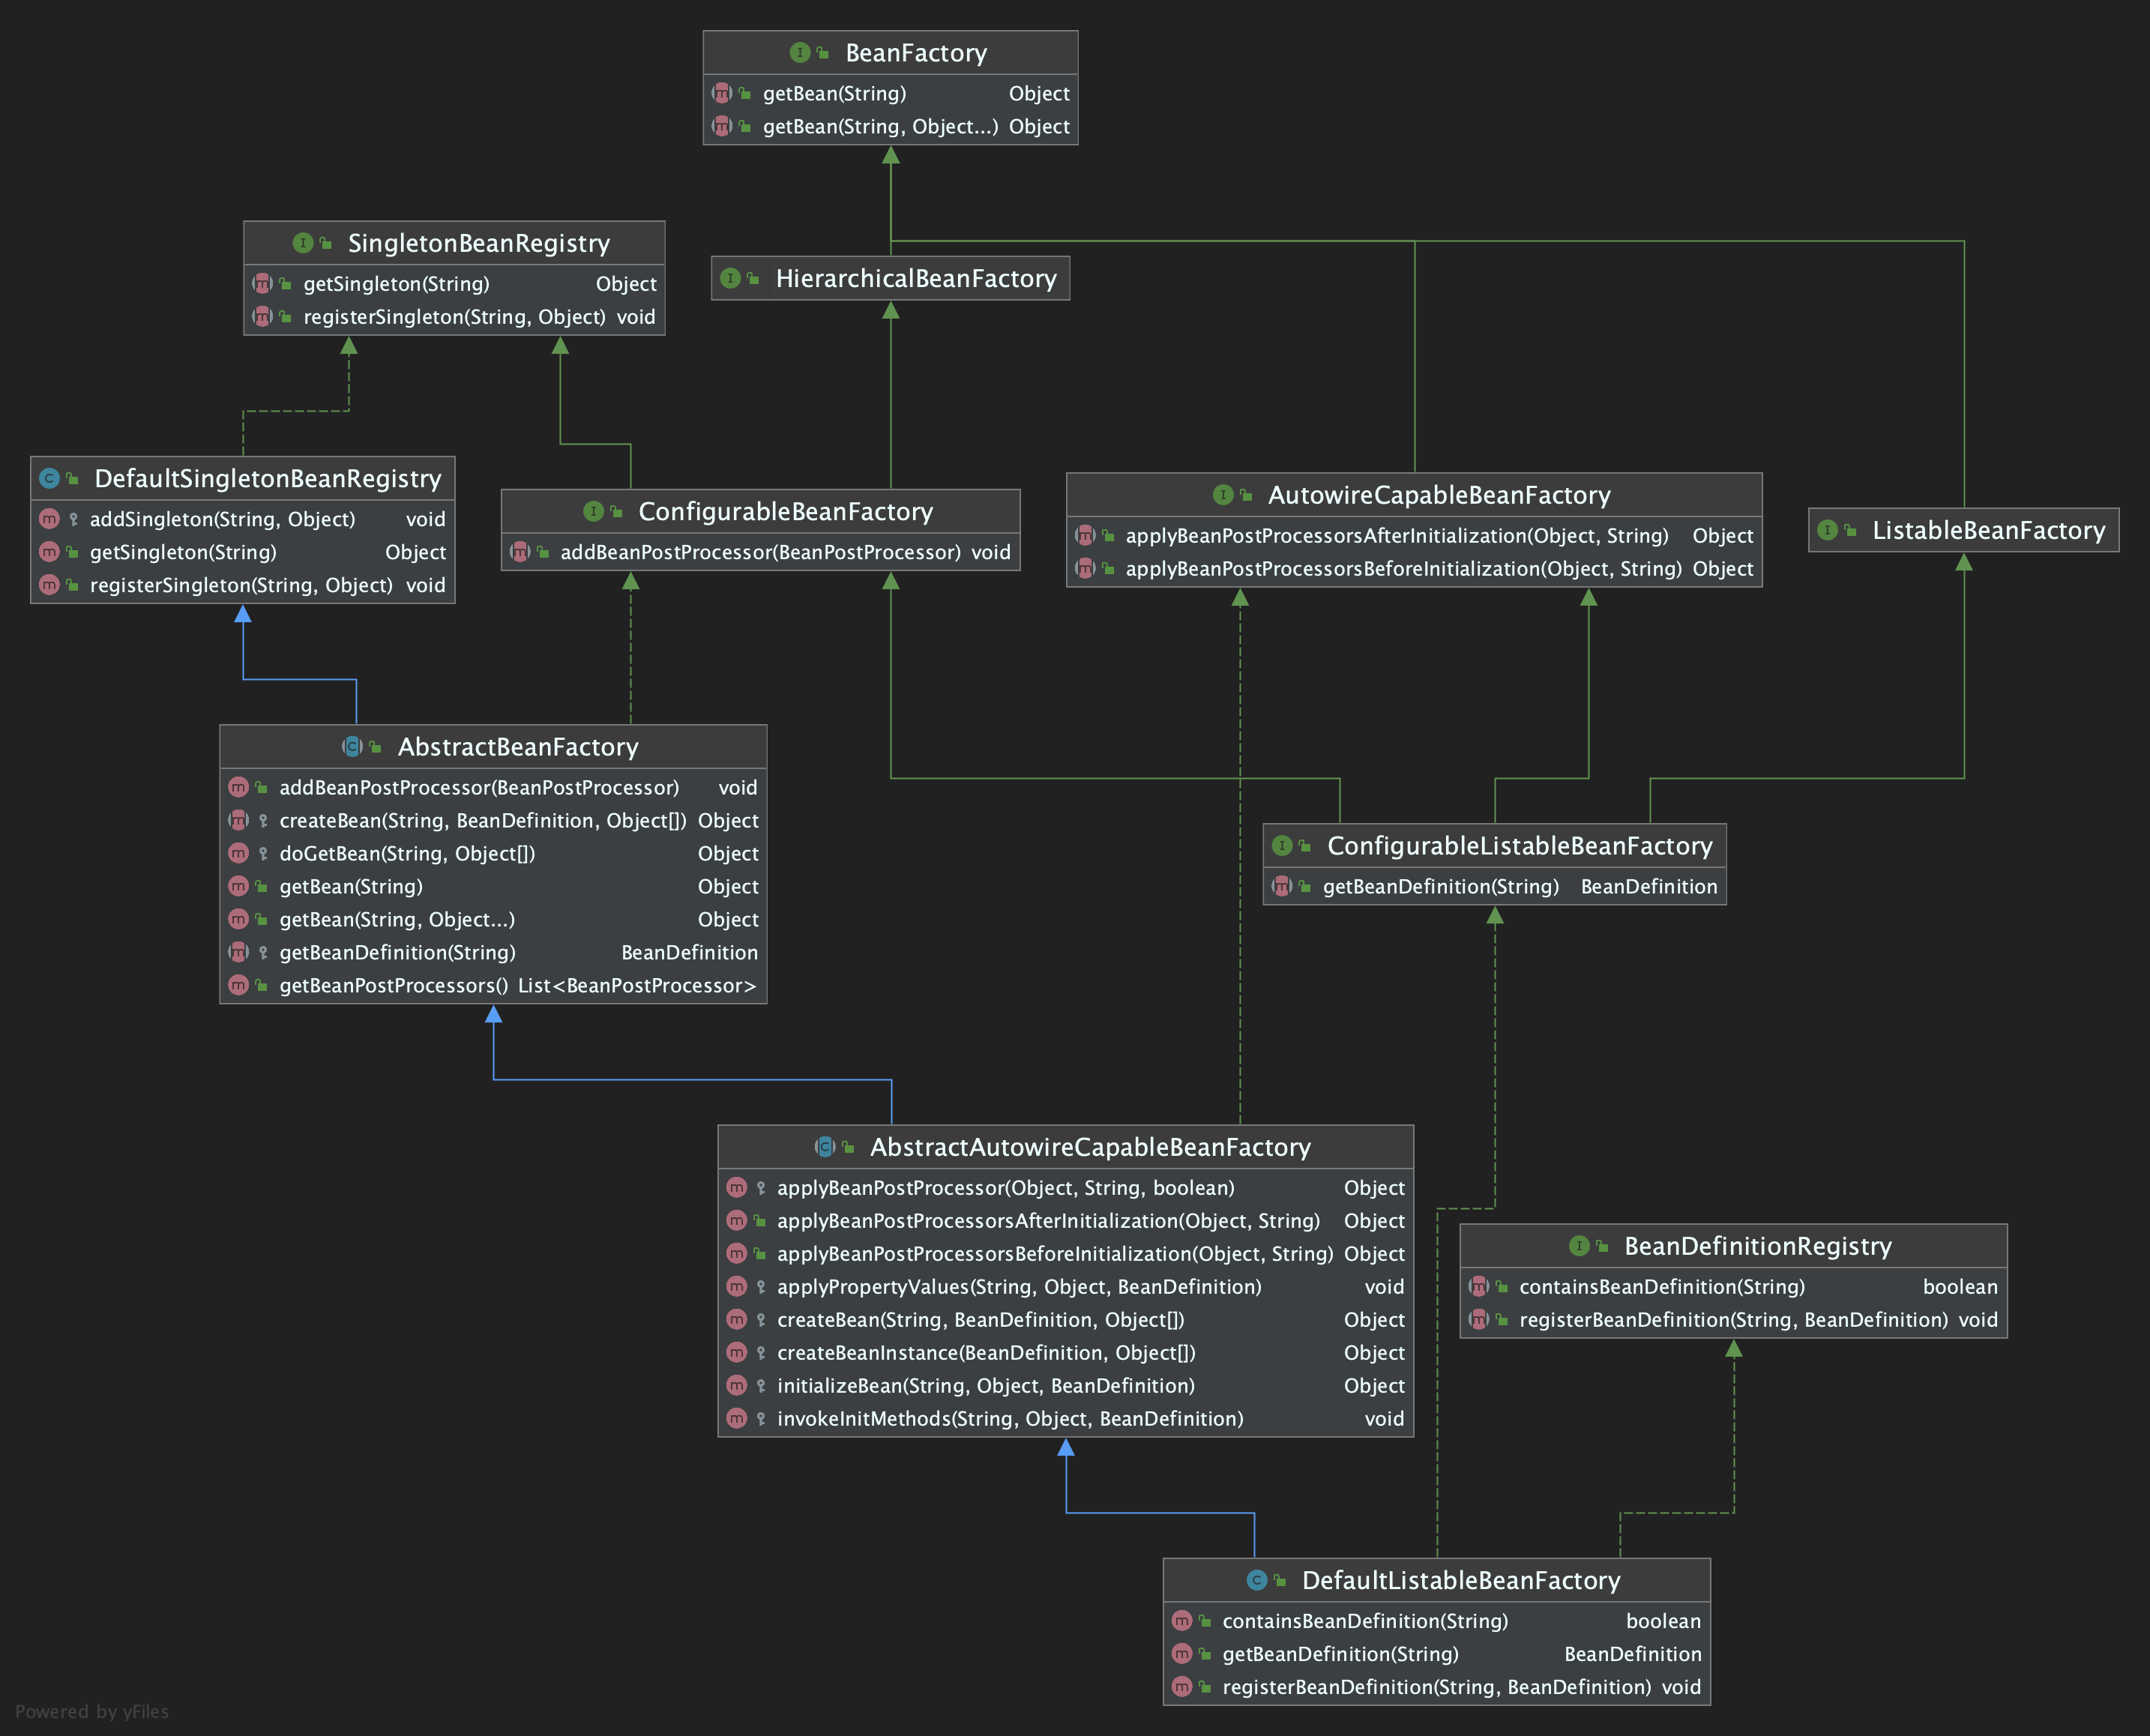 BeanFactory
getBean(String) Object
getBean(String, Object...) Object
SingletonBeanRegistry
getSingleton(String) Object
registerSingleton(String, Object) void
HierarchicalBeanFactory
DefaultSingletonBeanRegistry
addSingleton(String, Object) void
getSingleton(String) Object
registerSingleton(String, Object) void
ConfigurableBeanFactory
addBeanPostProcessor(BeanPostProcessor) void
AutowireCapableBeanFactory
applyBeanPostProcessorsAfterInitialization(Object, String) Object
applyBeanPostProcessorsBeforeInitialization(Object, String) Object
ListableBeanFactory
AbstractBeanFactory
addBeanPostProcessor(BeanPostProcessor) void
createBean(String, BeanDefinition, Object[]) Object
doGetBean(String, Object[]) Object
getBean(String) Object
getBean(String, Object...) Object
getBeanDefinition(String) BeanDefinition
getBeanPostProcessors() List<BeanPostProcessor>
ConfigurableListableBeanFactory
getBeanDefinition(String) BeanDefinition
AbstractAutowireCapableBeanFactory
applyBeanPostProcessor(Object, String, boolean) Object
applyBeanPostProcessorsAfterInitialization(Object, String) Object
applyBeanPostProcessorsBeforeInitialization(Object, String) Object
applyPropertyValues(String, Object, BeanDefinition) void
createBean(String, BeanDefinition, Object[]) Object
createBeanInstance(BeanDefinition, Object[]) Object
initializeBean(String, Object, BeanDefinition) Object
invokeInitMethods(String, Object, BeanDefinition) void
BeanDefinitionRegistry
containsBeanDefinition(String) boolean
registerBeanDefinition(String, BeanDefinition) void
DefaultListableBeanFactory
containsBeanDefinition(String) boolean
getBeanDefinition(String) BeanDefinition
registerBeanDefinition(String, BeanDefinition) void
Powered by yFiles